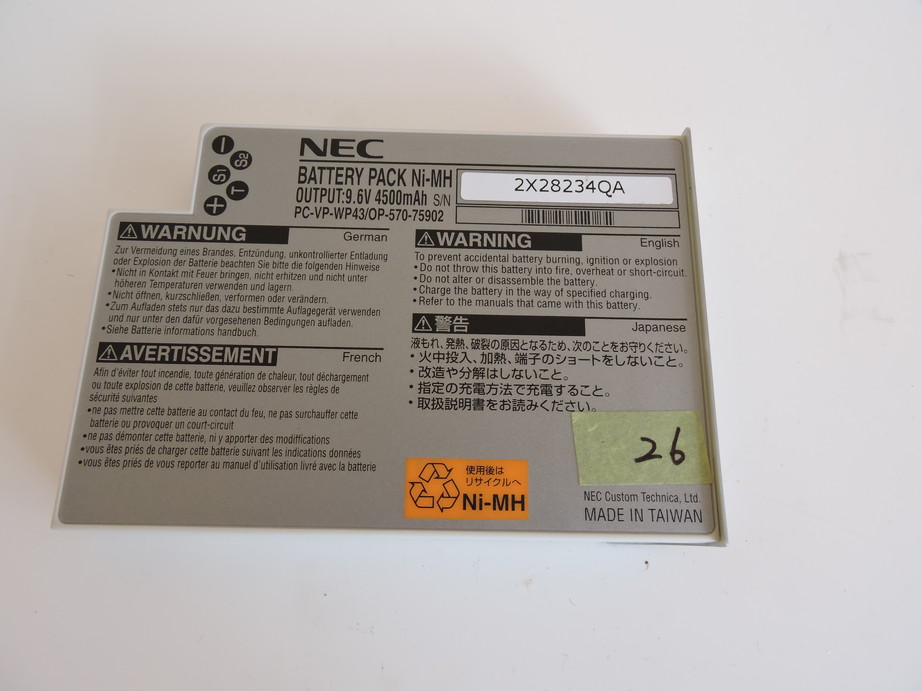 − S2
S1 T
+
NEC
BATTERY PACK Ni-MH
OUTPUT:9.6V 4500mAh S/N
2X28234QA
PC-VP-WP43/OP-570-75902
WARNUNG German
Zur Vermeidung eines Brandes, Entzündung, unkontrollierter Entladung
oder Explosion der Batterie beachten Sie bitte die folgenden Hinweise
•Nicht in Kontakt mit Feuer bringen, nicht erhitzen und nicht unter
höheren Temperaturen verwenden und lagern.
•Nicht öffnen, kurzschließen, verformen oder verändern.
•Zum Aufladen stets nur das dazu bestimmte Auflagegerät verwenden
und nur unter den dafür vorgesehenen Bedingungen aufladen.
•Siehe Batterie informations handbuch.
AVERTISSEMENT French
Afin d'éviter tout incendie, toute génération de chaleur, tout déchargement
ou toute explosion de cette batterie, veuillez observer les règles de
sécurité suivantes
•ne pas mettre cette batterie au contact du feu, ne pas surchauffer cette
batterie ou provoquer un court-circuit
•ne pas démonter cette batterie, ni y apporter des modifications
•vous êtes priés de charger cette batterie suivant les indications données
•vous êtes priés de vous reporter au manuel d'utilisation livré avec la batterie
WARNING English
To prevent accidental battery burning, ignition or explosion
• Do not throw this battery into fire, overheat or short-circuit.
• Do not alter or disassemble the battery.
• Charge the battery in the way of specified charging.
• Refer to the manuals that came with this battery.
警告 Japanese
液もれ、発熱、破裂の原因となるため、次のことをお守りください。
• 火中投入、加熱、端子のショートをしないこと。
• 改造や分解はしないこと。
• 指定の充電方法で充電すること。
• 取扱説明書をお読みください。
26
使用後は
リサイクルへ
Ni-MH
NEC Custom Technica, Ltd.
MADE IN TAIWAN